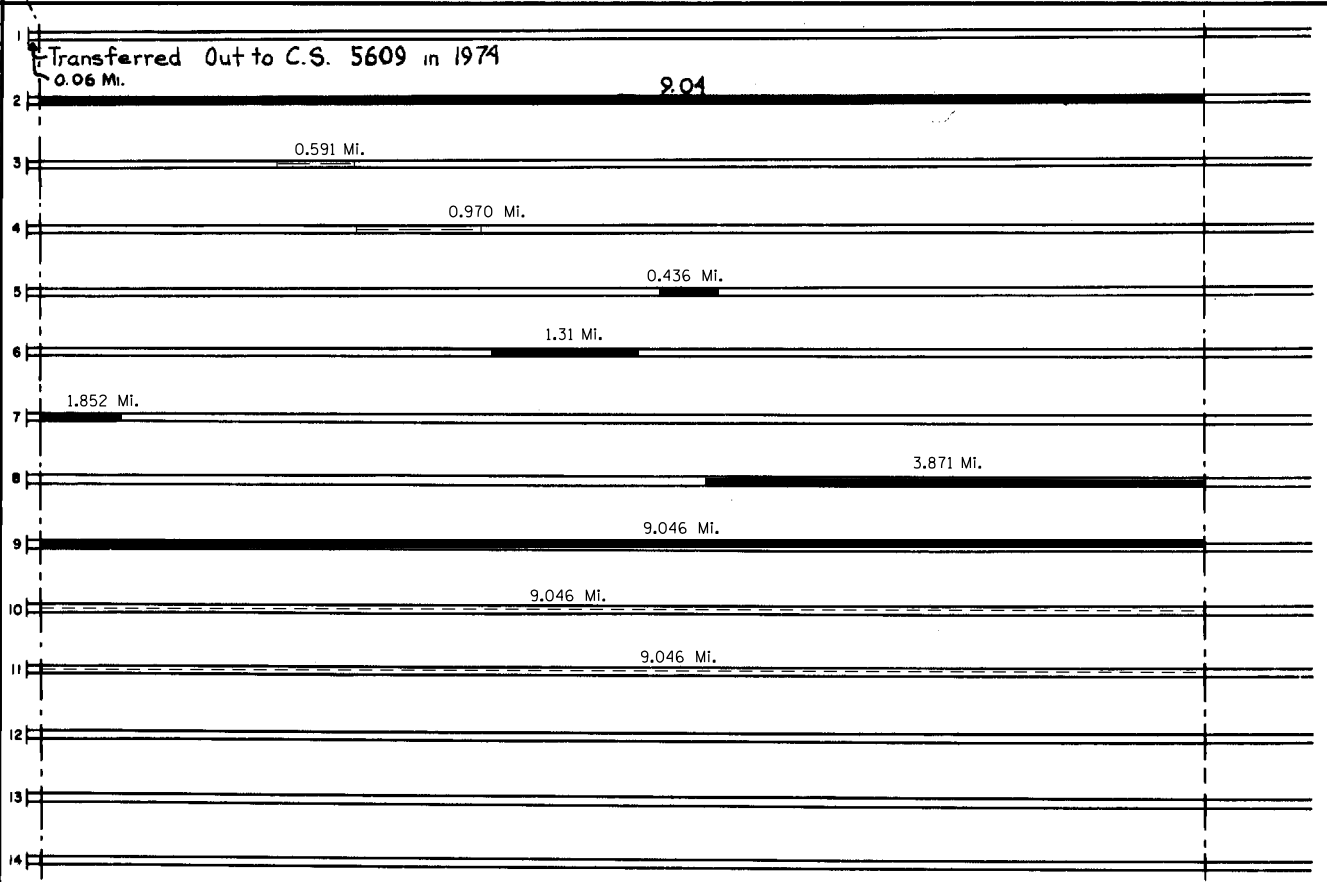 1
Transferred Out to C.S. 5609 in 1974
0.06 Mi.
9.04
2
0.591 Mi.
3
0.970 Mi.
4
0.436 Mi.
5
1.31 Mi.
6
1.852 Mi.
7
3.871 Mi.
8
9.046 Mi.
9
9.046 Mi.
10
9.046 Mi.
11
12
13
14